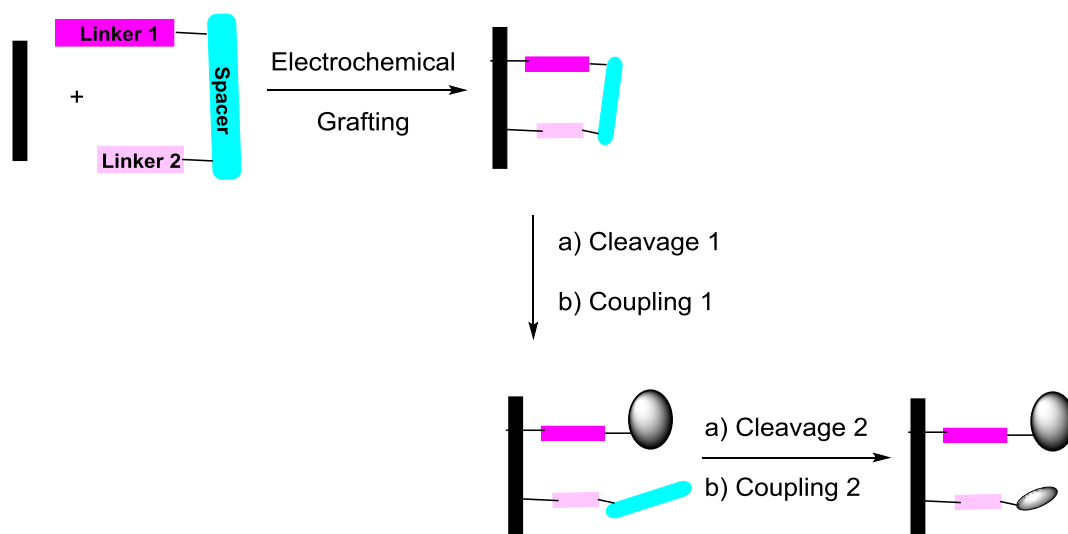 Linker 1
Spacer
+
Linker 2
Electrochemical
Grafting
a) Cleavage 1
b) Coupling 1
a) Cleavage 2
b) Coupling 2